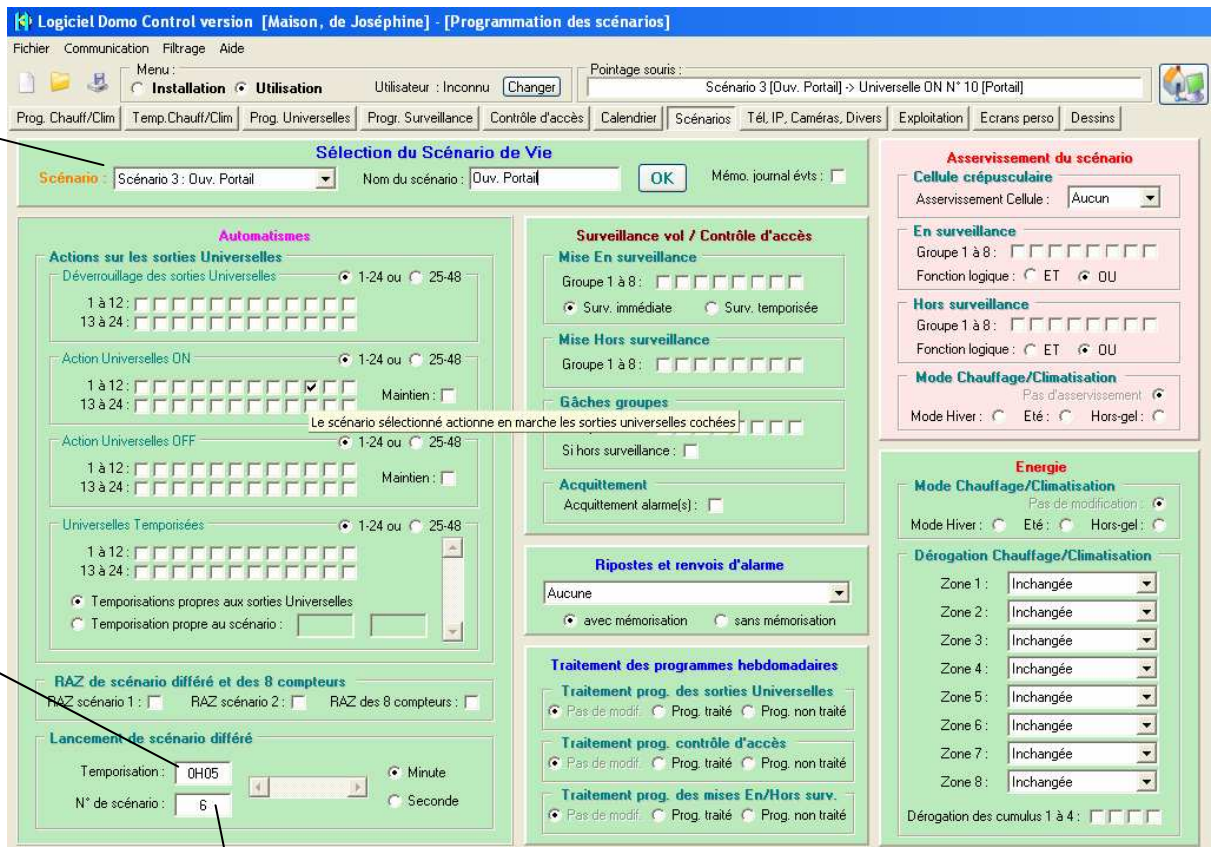 Logiciel Domo Control version [Maison, de Joséphine] - [Programmation des scénarios]
Fichier Communication Filtrage Aide
Menu :
Installation Utilisation
Utilisateur : Inconnu Changer
Pointage souris :
Scénario 3 [Ouv. Portail] -> Universelle ON N° 10 [Portail]
Prog. Chauff/Clim Temp.Chauff/Clim Prog. Universelles Progr. Surveillance Contrôle d'accès Calendrier Scénarios Tél, IP, Caméras, Divers Exploitation Ecrans perso Dessins
Sélection du Scénario de Vie
Scénario : Scénario 3 : Ouv. Portail Nom du scénario : Ouv. Portail OK Mémo. journal évts :
Automatismes
Actions sur les sorties Universelles
Déverrouillage des sorties Universelles 1-24 ou 25-48
1 à 12 :
13 à 24 :
Action Universelles ON 1-24 ou 25-48
1 à 12 :
13 à 24 :
Maintien :
Le scénario sélectionné actionne en marche les sorties universelles cochées
Action Universelles OFF 1-24 ou 25-48
1 à 12 :
13 à 24 :
Maintien :
Universelles Temporisées 1-24 ou 25-48
1 à 12 :
13 à 24 :
Temporisations propres aux sorties Universelles
Temporisation propre au scénario :
RAZ de scénario différé et des 8 compteurs
RAZ scénario 1 : RAZ scénario 2 : RAZ des 8 compteurs :
Lancement de scénario différé
Temporisation : 0H05 Minute
N° de scénario : 6 Seconde
Surveillance vol / Contrôle d'accès
Mise En surveillance
Groupe 1 à 8 :
Surv. immédiate Surv. temporisée
Mise Hors surveillance
Groupe 1 à 8 :
Gâches groupes
Si hors surveillance :
Acquittement
Acquittement alarme(s) :
Ripostes et renvois d'alarme
Aucune
avec mémorisation sans mémorisation
Traitement des programmes hebdomadaires
Traitement prog. des sorties Universelles
Pas de modif. Prog. traité Prog. non traité
Traitement prog. contrôle d'accès
Pas de modif. Prog. traité Prog. non traité
Traitement prog. des mises En/Hors surv.
Pas de modif. Prog. traité Prog. non traité
Asservissement du scénario
Cellule crépusculaire
Asservissement Cellule : Aucun
En surveillance
Groupe 1 à 8 :
Fonction logique : ET OU
Hors surveillance
Groupe 1 à 8 :
Fonction logique : ET OU
Mode Chauffage/Climatisation
Pas d'asservissement
Mode Hiver : Eté : Hors-gel :
Energie
Mode Chauffage/Climatisation
Pas de modification :
Mode Hiver : Eté : Hors-gel :
Dérogation Chauffage/Climatisation
Zone 1 : Inchangée
Zone 2 : Inchangée
Zone 3 : Inchangée
Zone 4 : Inchangée
Zone 5 : Inchangée
Zone 6 : Inchangée
Zone 7 : Inchangée
Zone 8 : Inchangée
Dérogation des cumulus 1 à 4 :